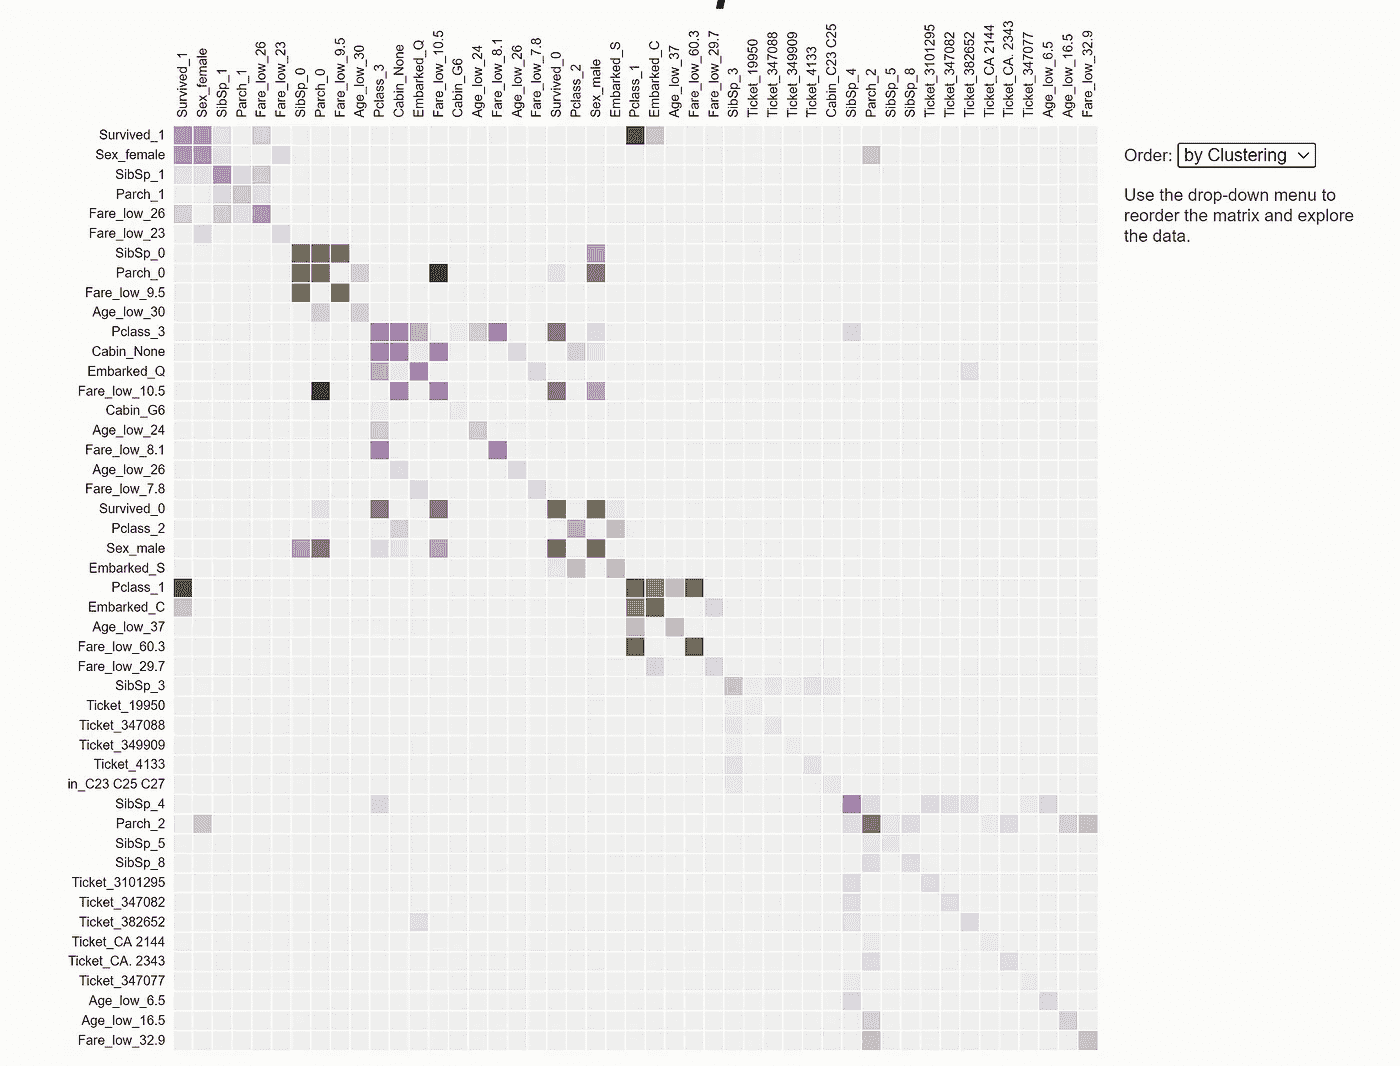 Survived_1
Sex_female
SibSp_1
Parch_1
Fare_low_26
Fare_low_23
SibSp_0
Parch_0
Fare_low_9.5
Age_low_30
Pclass_3
Cabin_None
Embarked_Q
Fare_low_10.5
Cabin_G6
Age_low_24
Fare_low_8.1
Age_low_26
Fare_low_7.8
Survived_0
Pclass_2
Sex_male
Embarked_S
Pclass_1
Embarked_C
Age_low_37
Fare_low_60.3
Fare_low_29.7
SibSp_3
Ticket_19950
Ticket_347088
Ticket_349909
Ticket_4133
Cabin_C23 C25
SibSp_4
Parch_2
SibSp_5
SibSp_8
Ticket_3101295
Ticket_347082
Ticket_382652
Ticket_CA 2144
Ticket_CA. 2343
Ticket_347077
Age_low_6.5
Age_low_16.5
Fare_low_32.9
Survived_1
Sex_female
SibSp_1
Parch_1
Fare_low_26
Fare_low_23
SibSp_0
Parch_0
Fare_low_9.5
Age_low_30
Pclass_3
Cabin_None
Embarked_Q
Fare_low_10.5
Cabin_G6
Age_low_24
Fare_low_8.1
Age_low_26
Fare_low_7.8
Survived_0
Pclass_2
Sex_male
Embarked_S
Pclass_1
Embarked_C
Age_low_37
Fare_low_60.3
Fare_low_29.7
SibSp_3
Ticket_19950
Ticket_347088
Ticket_349909
Ticket_4133
in_C23 C25 C27
SibSp_4
Parch_2
SibSp_5
SibSp_8
Ticket_3101295
Ticket_347082
Ticket_382652
Ticket_CA 2144
Ticket_CA. 2343
Ticket_347077
Age_low_6.5
Age_low_16.5
Fare_low_32.9
Order: by Clustering
Use the drop-down menu to
reorder the matrix and explore
the data.